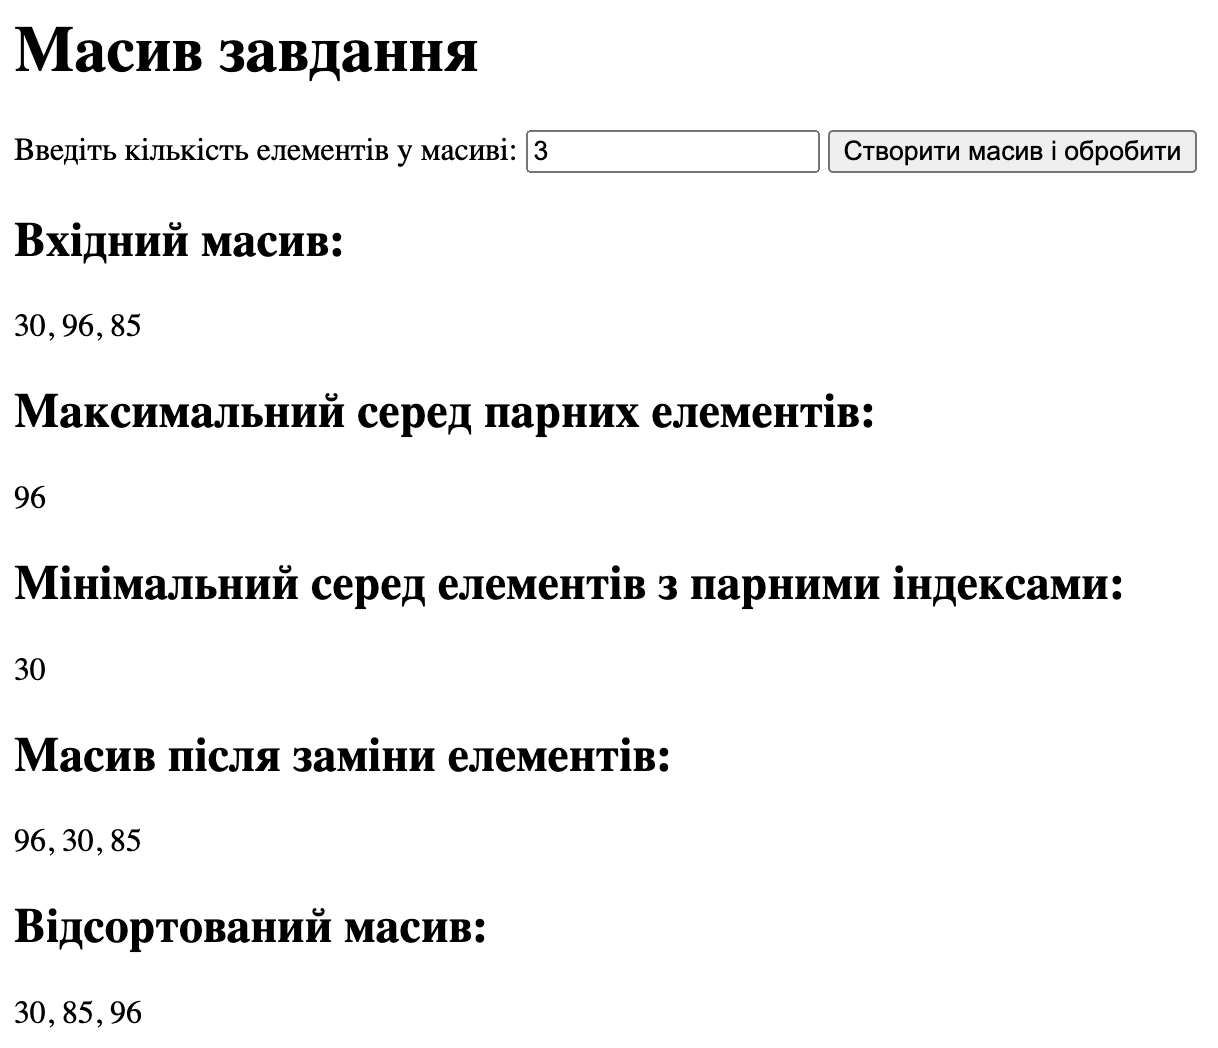 Масив завдання
Введіть кількість елементів у масиві: 3 Створити масив і обробити
Вхідний масив:
30, 96, 85
Максимальний серед парних елементів:
96
Мінімальний серед елементів з парними індексами:
30
Масив після заміни елементів:
96, 30, 85
Відсортований масив:
30, 85, 96